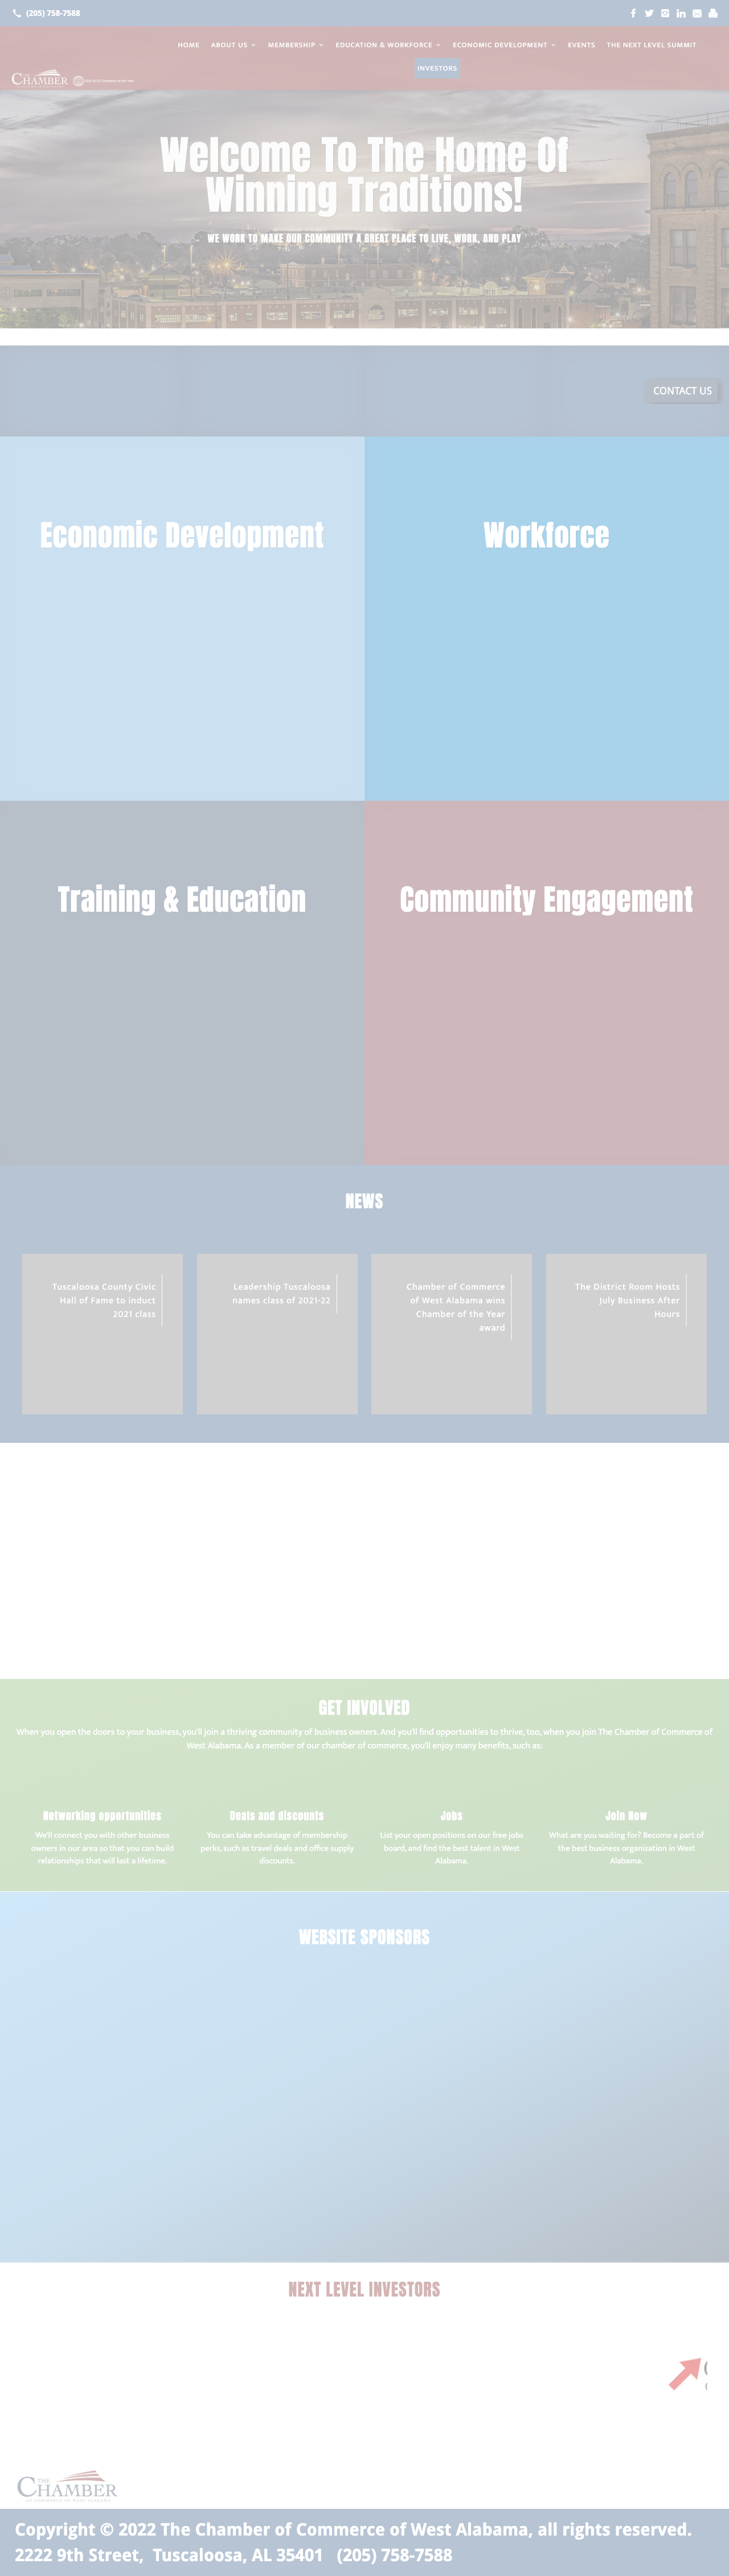 (205) 758-7588
HOME ABOUT US MEMBERSHIP EDUCATION & WORKFORCE ECONOMIC DEVELOPMENT EVENTS THE NEXT LEVEL SUMMIT
INVESTORS
THE
CHAMBER
Welcome To The Home Of
Winning Traditions!
WE WORK TO MAKE OUR COMMUNITY A GREAT PLACE TO LIVE, WORK, AND PLAY
CONTACT US
Economic Development
Workforce
Training & Education
Community Engagement
NEWS
Tuscaloosa County Civic
Hall of Fame to induct
2021 class
Leadership Tuscaloosa
names class of 2021-22
Chamber of Commerce
of West Alabama wins
Chamber of the Year
award
The District Room Hosts
July Business After
Hours
GET INVOLVED
When you open the doors to your business, you'll join a thriving community of business owners. And you'll find opportunities to thrive, too, when you join The Chamber of Commerce of
West Alabama. As a member of our chamber of commerce, you'll enjoy many benefits, such as:
Networking opportunities
We'll connect you with other business
owners in our area so that you can build
relationships that will last a lifetime.
Deals and discounts
You can take advantage of membership
perks, such as travel deals and office supply
discounts.
Jobs
List your open positions on our free jobs
board, and find the best talent in West
Alabama.
Join Now
What are you waiting for? Become a part of
the best business organization in West
Alabama.
WEBSITE SPONSORS
NEXT LEVEL INVESTORS
THE
CHAMBER
OF COMMERCE OF WEST ALABAMA
Copyright © 2022 The Chamber of Commerce of West Alabama, all rights reserved.
2222 9th Street, Tuscaloosa, AL 35401 (205) 758-7588